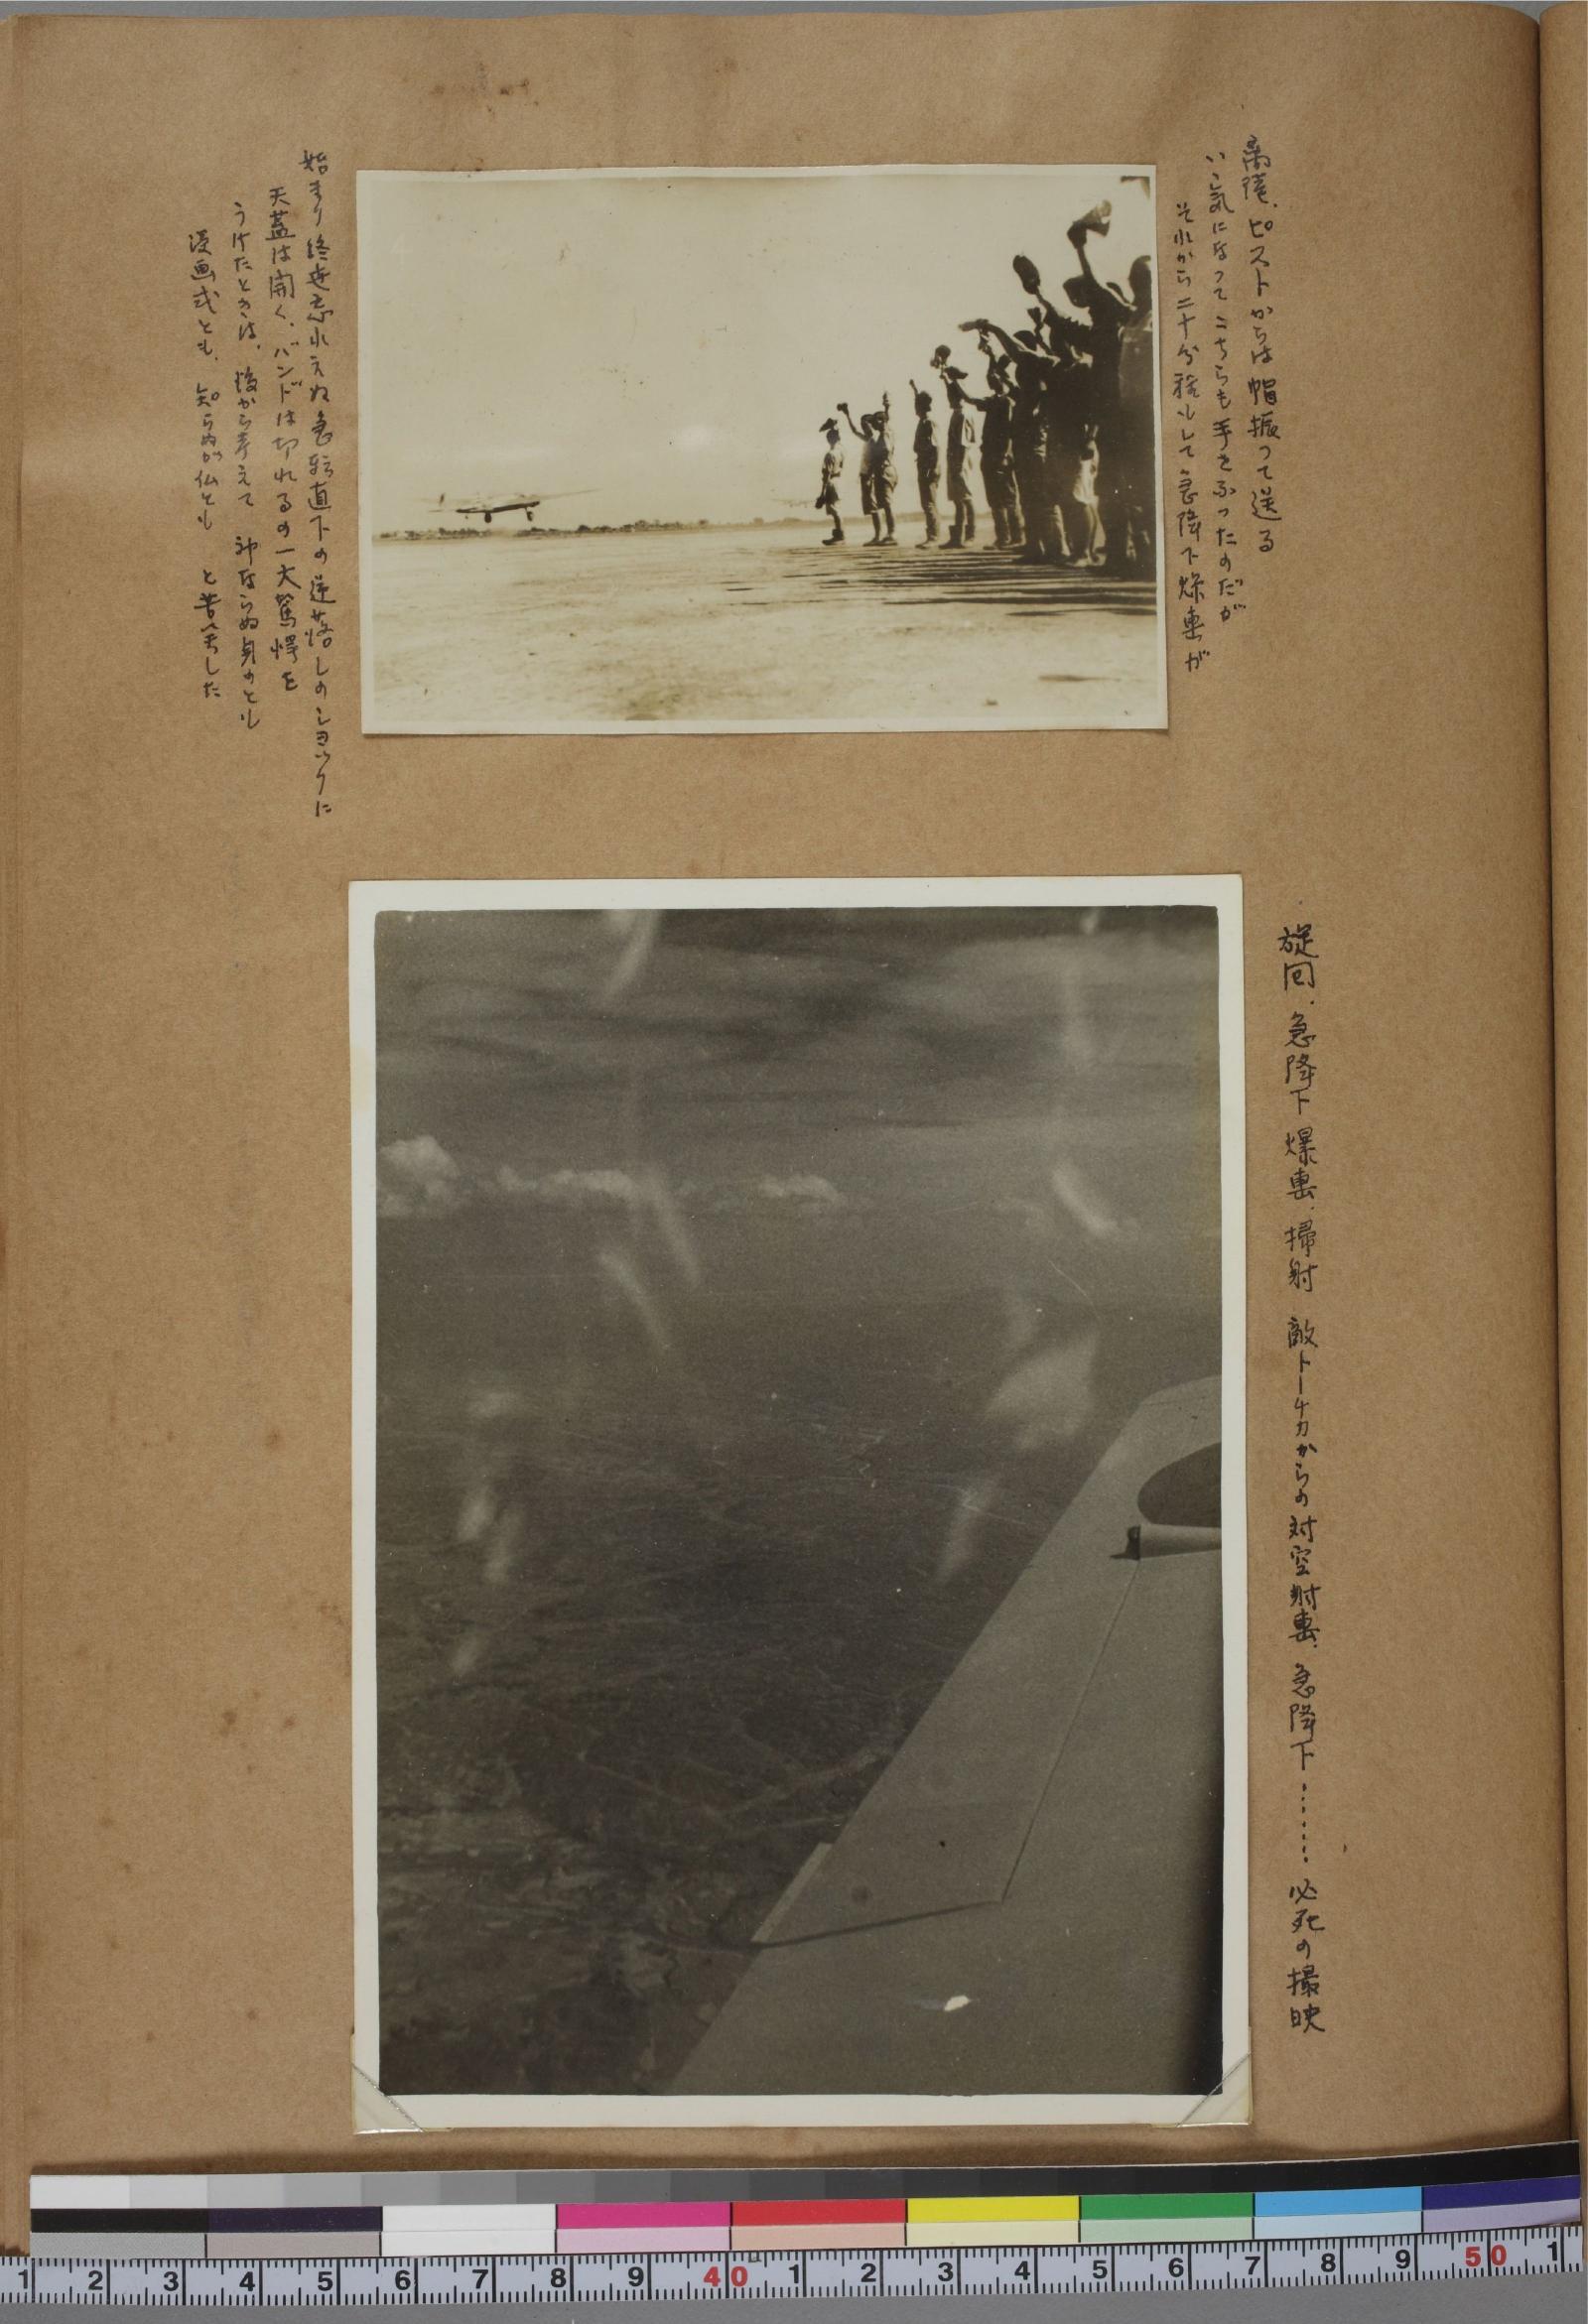 離陸、ピストからは帽振って送る
いゝ気になってこちらも手をふったのだが
それから二十分程して急降下爆撃が
始まり終生忘れえぬ急転直下の逆落しのショックに
天蓋は開く、バンドは切れるの一大驚愕を
うけたときは、後から考えて 神ならぬ身のとも
漫画式とも、知らぬが仏とも と苦笑した
旋回、急降下爆撃、掃射 敵トーチカからの対空射撃、急降下……… 必死の撮映
1 2 3 4 5 6 7 8 9 40 1 2 3 4 5 6 7 8 9 50 1